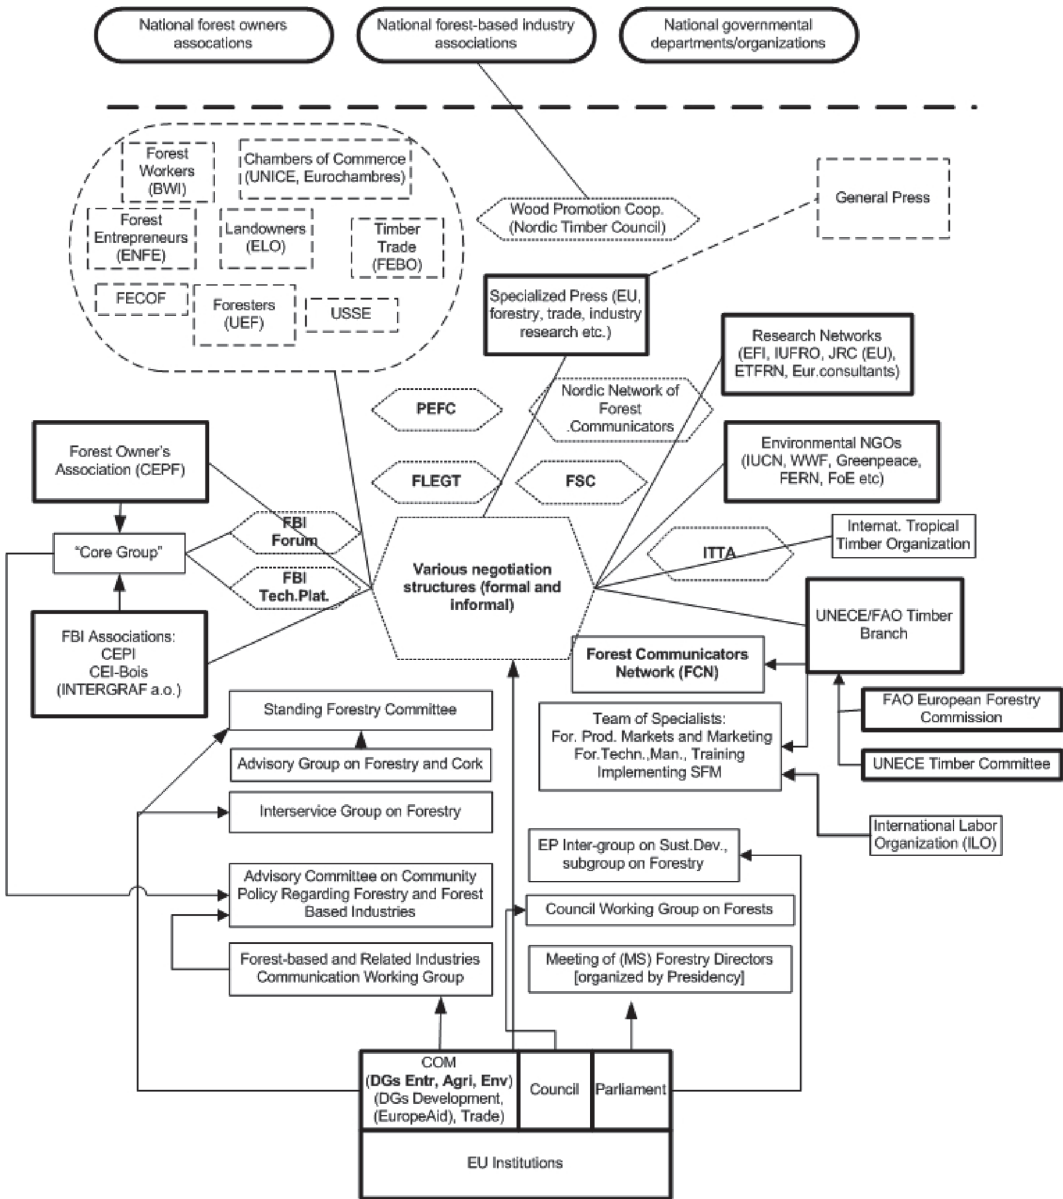 National forest owners
assocations
National forest-based industry
associations
National governmental
departments/organizations
Forest
Workers
(BWI)
Chambers of Commerce
(UNICE, Eurochambres)
General Press
Forest
Entrepreneurs
(ENFE)
Landowners
(ELO)
Timber
Trade
(FEBO)
Wood Promotion Coop.
(Nordic Timber Council)
FECOF
Foresters
(UEF)
USSE
Specialized Press (EU,
forestry, trade, industry
research etc.)
Research Networks
(EFI, IUFRO, JRC (EU),
ETFRN, Eur.consultants)
PEFC
Nordic Network of
Forest
.Communicators
Forest Owner's
Association (CEPF)
Environmental NGOs
(IUCN, WWF, Greenpeace,
FERN, FoE etc)
FLEGT
FSC
FBI
Forum
"Core Group"
FBI
Tech.Plat.
Various negotiation
structures (formal and
informal)
ITTA
Internat. Tropical
Timber Organization
FBI Associations:
CEPI
CEI-Bois
(INTERGRAF a.o.)
UNECE/FAO Timber
Branch
Forest Communicators
Network (FCN)
Standing Forestry Committee
FAO European Forestry
Commission
Team of Specialists:
For. Prod. Markets and Marketing
For.Techn.,Man., Training
Implementing SFM
Advisory Group on Forestry and Cork
UNECE Timber Committee
Interservice Group on Forestry
International Labor
Organization (ILO)
EP Inter-group on Sust.Dev.,
subgroup on Forestry
Advisory Committee on Community
Policy Regarding Forestry and Forest
Based Industries
Council Working Group on Forests
Forest-based and Related Industries
Communication Working Group
Meeting of (MS) Forestry Directors
[organized by Presidency]
COM
(DGs Entr, Agri, Env)
(DGs Development,
(EuropeAid), Trade)
Council
Parliament
EU Institutions